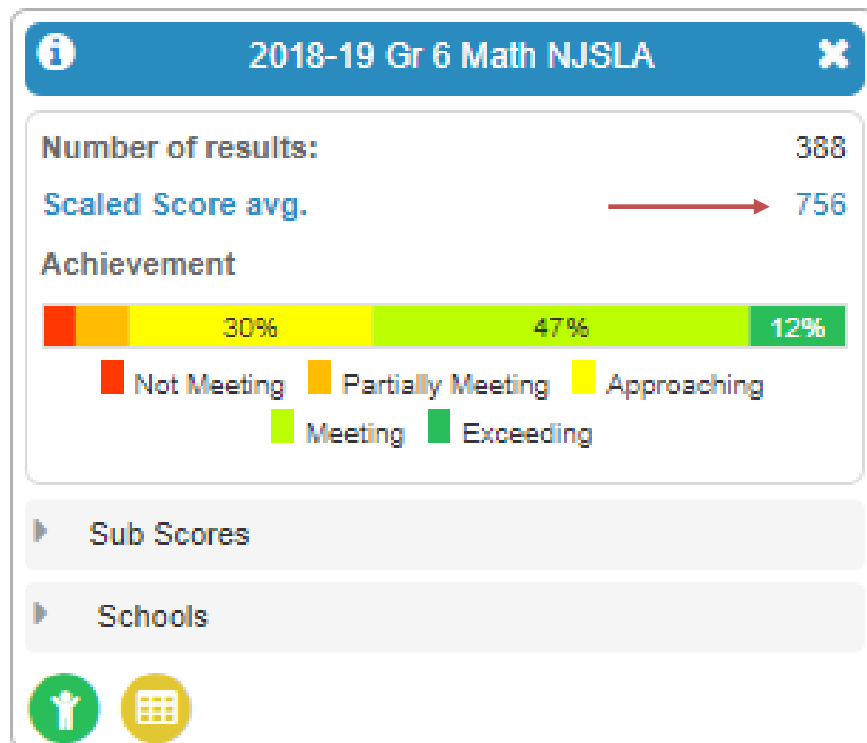 2018-19 Gr 6 Math NJSLA
Number of results: 388
Scaled Score avg. 756
Achievement
30% 47% 12%
Not Meeting Partially Meeting Approaching
Meeting Exceeding
Sub Scores
Schools